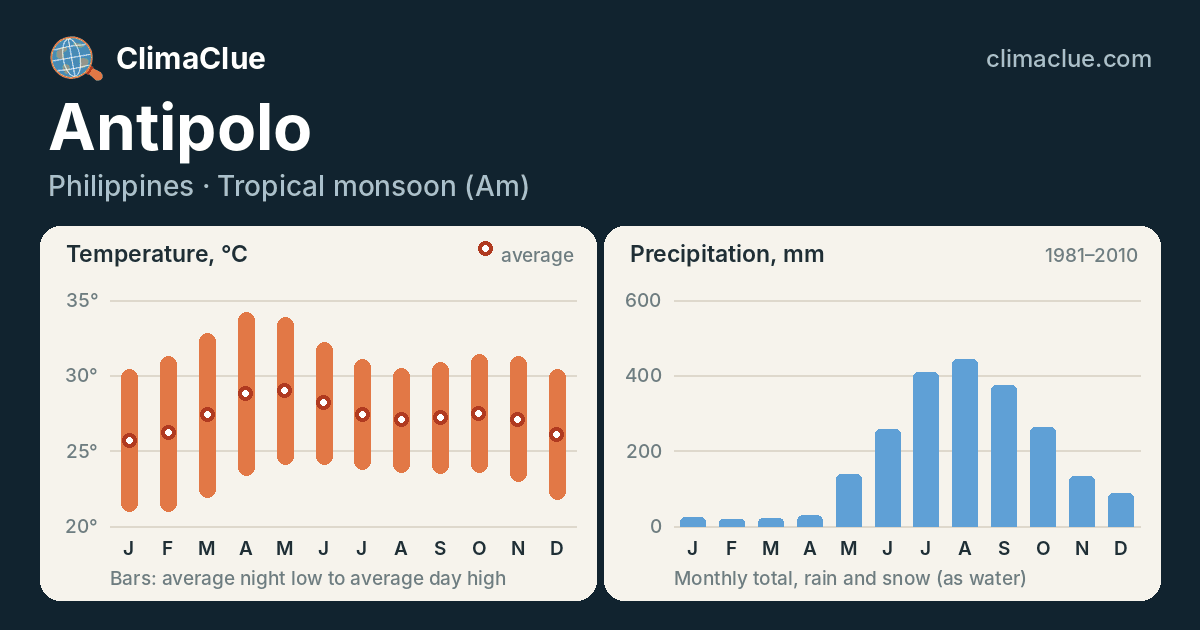 ClimaClue
climaclue.com
Antipolo
Philippines · Tropical monsoon (Am)
Temperature, °C
average
35°
30°
25°
20°
J F M A M J J A S O N D
Bars: average night low to average day high
Precipitation, mm
1981–2010
600
400
200
0
J F M A M J J A S O N D
Monthly total, rain and snow (as water)